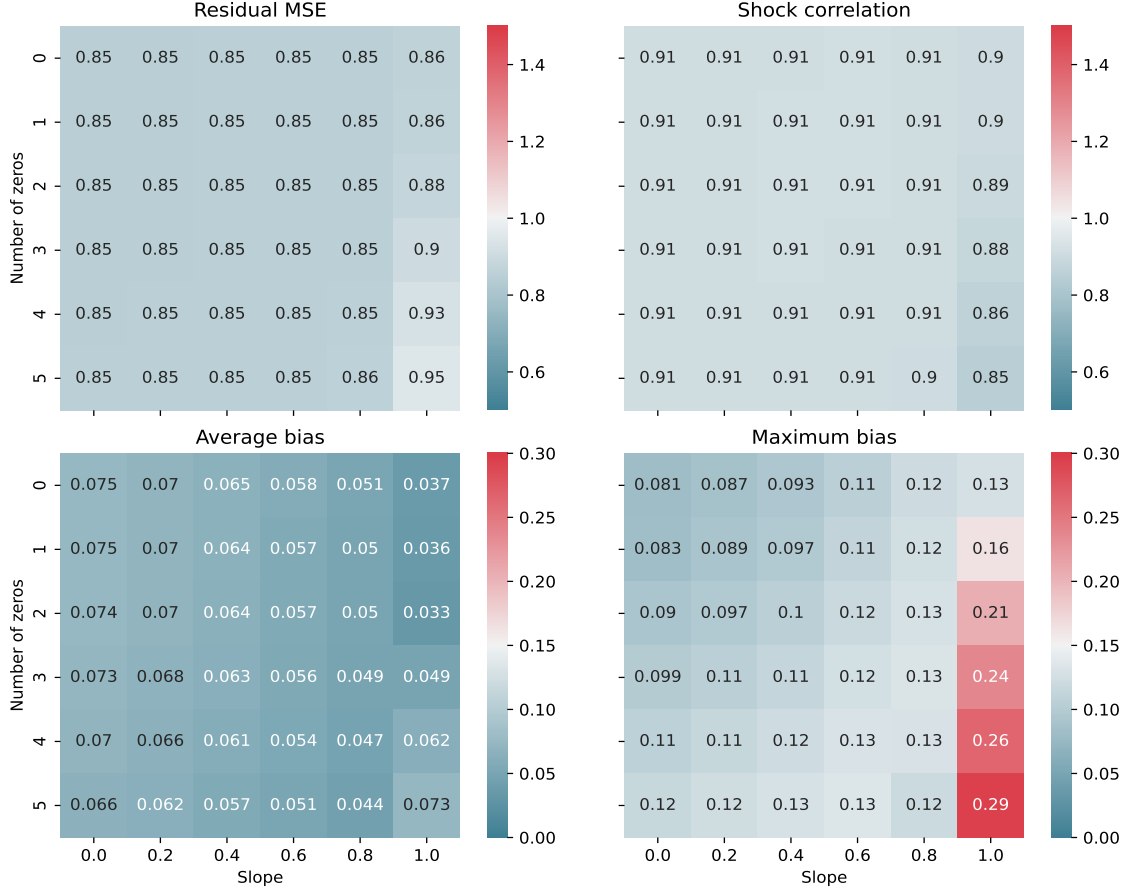 Residual MSE
Shock correlation
0 0.85 0.85 0.85 0.85 0.85 0.86
1 0.85 0.85 0.85 0.85 0.85 0.86
2 0.85 0.85 0.85 0.85 0.85 0.88
3 0.85 0.85 0.85 0.85 0.85 0.9
4 0.85 0.85 0.85 0.85 0.85 0.93
5 0.85 0.85 0.85 0.85 0.86 0.95
Number of zeros
1.4
1.2
1.0
0.8
0.6
0.91 0.91 0.91 0.91 0.91 0.9
0.91 0.91 0.91 0.91 0.91 0.9
0.91 0.91 0.91 0.91 0.91 0.89
0.91 0.91 0.91 0.91 0.91 0.88
0.91 0.91 0.91 0.91 0.91 0.86
0.91 0.91 0.91 0.91 0.9 0.85
1.4
1.2
1.0
0.8
0.6
Average bias
Maximum bias
0 0.075 0.07 0.065 0.058 0.051 0.037
1 0.075 0.07 0.064 0.057 0.05 0.036
2 0.074 0.07 0.064 0.057 0.05 0.033
3 0.073 0.068 0.063 0.056 0.049 0.049
4 0.07 0.066 0.061 0.054 0.047 0.062
5 0.066 0.062 0.057 0.051 0.044 0.073
Number of zeros
0.0 0.2 0.4 0.6 0.8 1.0
Slope
0.30
0.25
0.20
0.15
0.10
0.05
0.00
0.081 0.087 0.093 0.11 0.12 0.13
0.083 0.089 0.097 0.11 0.12 0.16
0.09 0.097 0.1 0.12 0.13 0.21
0.099 0.11 0.11 0.12 0.13 0.24
0.11 0.11 0.12 0.13 0.13 0.26
0.12 0.12 0.13 0.13 0.12 0.29
0.0 0.2 0.4 0.6 0.8 1.0
Slope
0.30
0.25
0.20
0.15
0.10
0.05
0.00